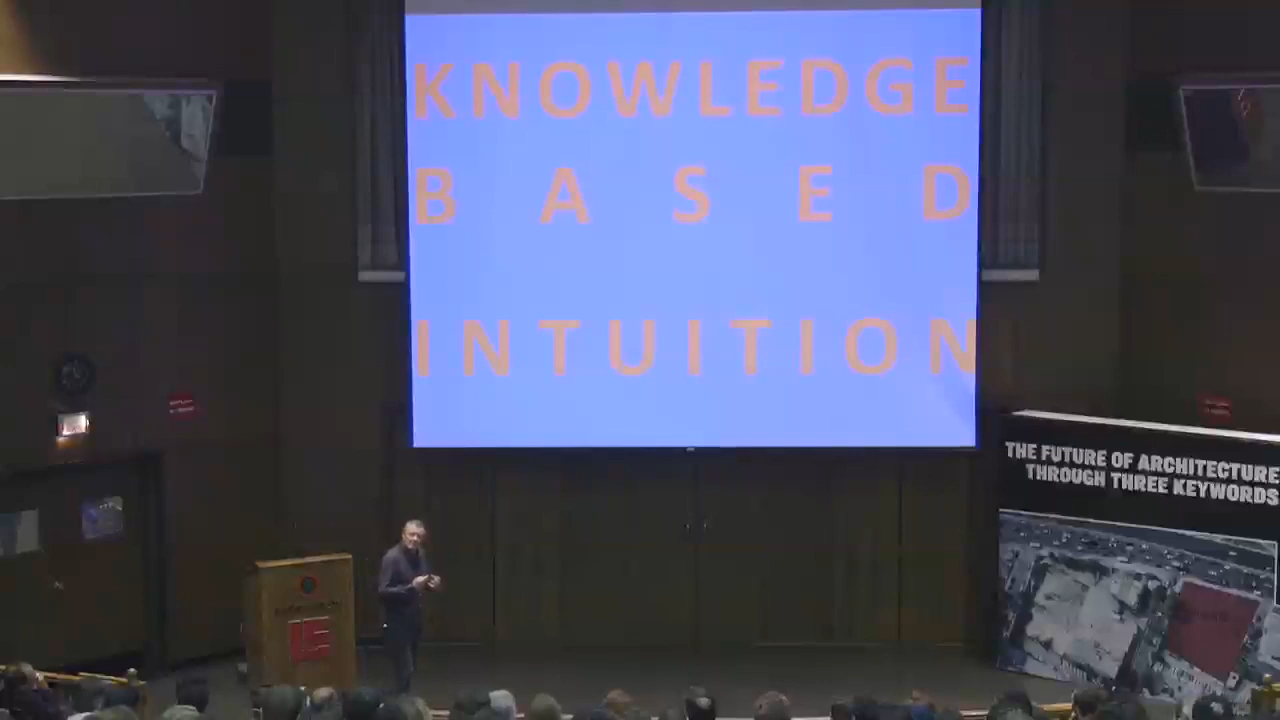 KNOWLEDGE
BASED
INTUITION
THE FUTURE OF ARCHITECTURE
THROUGH THREE KEYWORDS